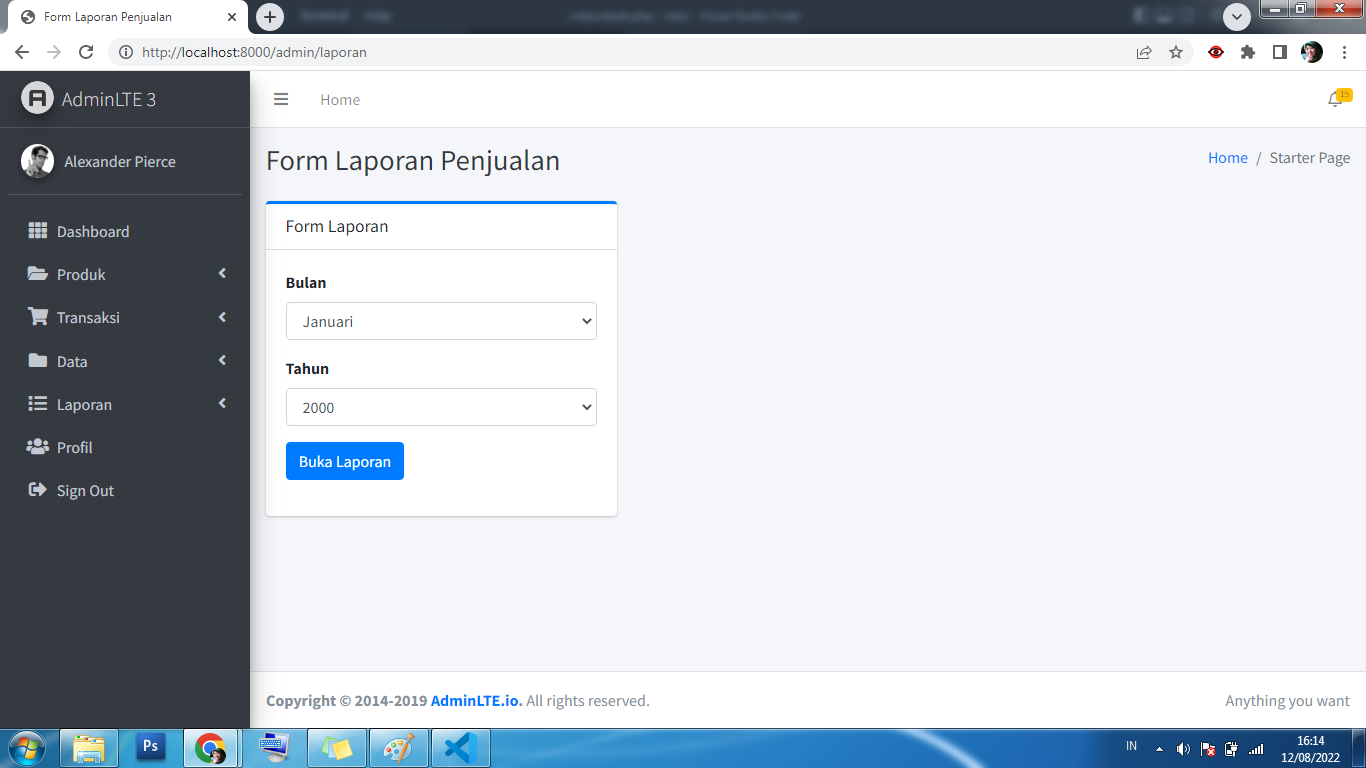 Form Laporan Penjualan
Terminal Help
http://localhost:8000/admin/laporan
AdminLTE 3
Home
15
Alexander Pierce
Form Laporan Penjualan
Home / Starter Page
Dashboard
Produk
Transaksi
Data
Laporan
Profil
Sign Out
Form Laporan
Bulan
Januari
Tahun
2000
Buka Laporan
Copyright © 2014-2019 AdminLTE.io. All rights reserved.
Anything you want
Ps
IN
16:14
12/08/2022